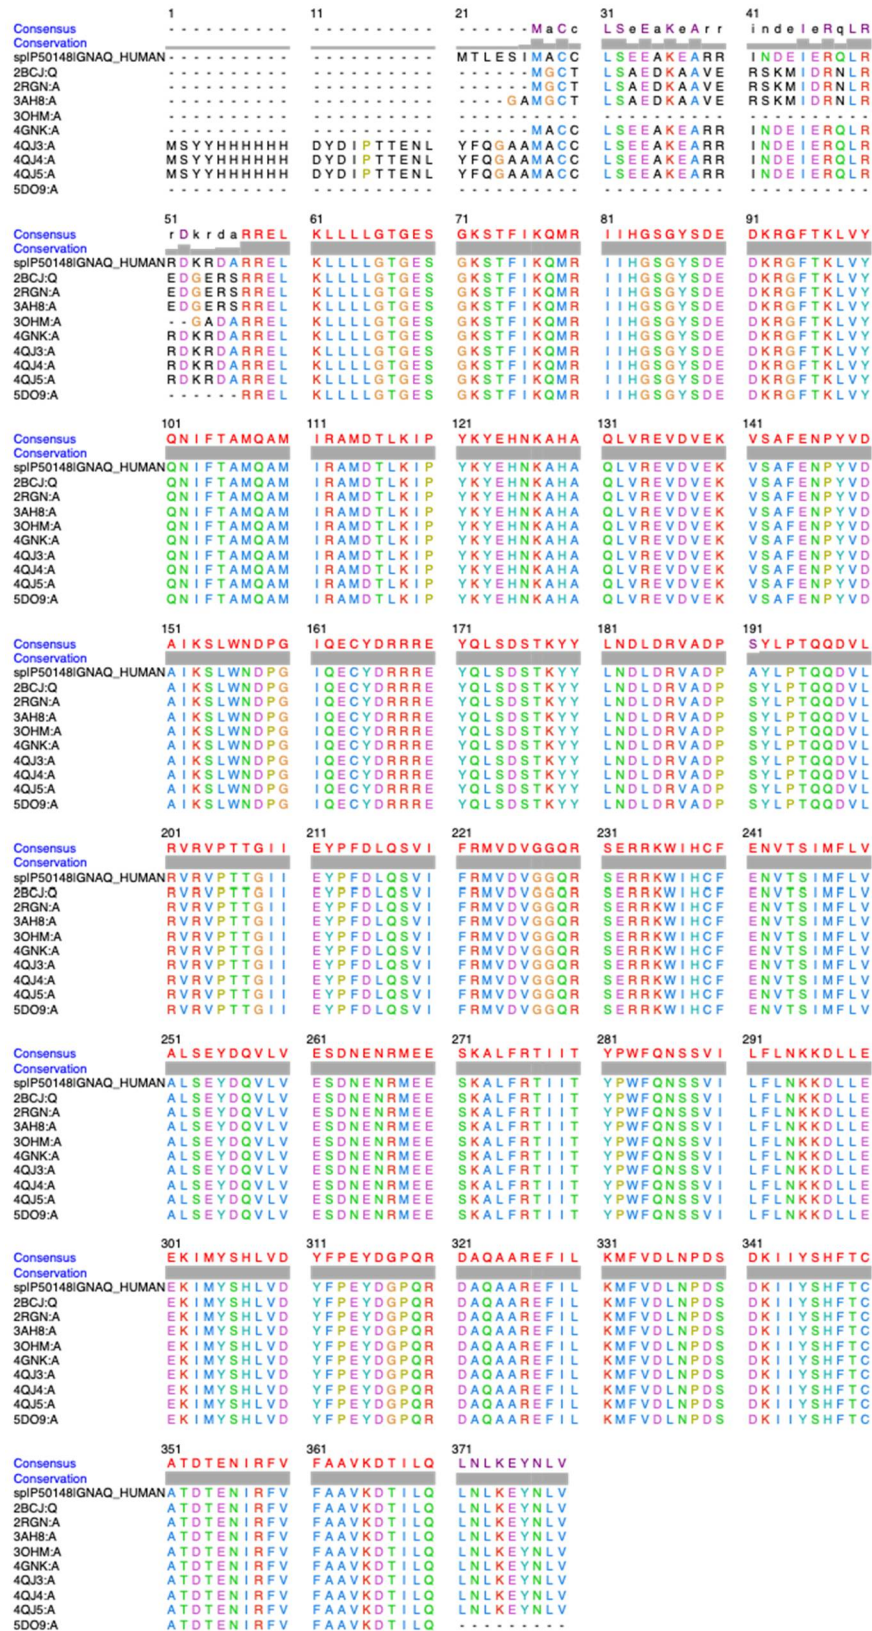 1 11 21 31 41
Consensus ---------- ---------- ------MaCc LSeEaKeArr indeIeRqLR
Conservation
splP50148lGNAQ_HUMAN ---------- ---------- MTLESIMACC LSEEAKEARR INDEIERQLR
2BCJ:Q ---------- ---------- ------MGCT LSAEDKAAVE RSKMIDRNLR
2RGN:A ---------- ---------- ------MGCT LSAEDKAAVE RSKMIDRNLR
3AH8:A ---------- ---------- ----GAMGCT LSAEDKAAVE RSKMIDRNLR
3OHM:A ---------- ---------- ---------- ---------- ----------
4GNK:A ---------- ---------- ------MACC LSEEAKEARR INDEIERQLR
4QJ3:A MSYYHHHHHH DYDIPTTENL YFQGAAMACC LSEEAKEARR INDEIERQLR
4QJ4:A MSYYHHHHHH DYDIPTTENL YFQGAAMACC LSEEAKEARR INDEIERQLR
4QJ5:A MSYYHHHHHH DYDIPTTENL YFQGAAMACC LSEEAKEARR INDEIERQLR
5DO9:A ---------- ---------- ---------- ---------- ----------
51 61 71 81 91
Consensus rDkrdaRREL KLLLLGTGES GKSTFIKQMR IIHGSGYSDE DKRGFTKLVY
Conservation
splP50148lGNAQ_HUMAN RDKRDARREL KLLLLGTGES GKSTFIKQMR IIHGSGYSDE DKRGFTKLVY
2BCJ:Q EDGERSRREL KLLLLGTGES GKSTFIKQMR IIHGSGYSDE DKRGFTKLVY
2RGN:A EDGERSRREL KLLLLGTGES GKSTFIKQMR IIHGSGYSDE DKRGFTKLVY
3AH8:A EDGERSRREL KLLLLGTGES GKSTFIKQMR IIHGSGYSDE DKRGFTKLVY
3OHM:A --GADARREL KLLLLGTGES GKSTFIKQMR IIHGSGYSDE DKRGFTKLVY
4GNK:A RDKRDARREL KLLLLGTGES GKSTFIKQMR IIHGSGYSDE DKRGFTKLVY
4QJ3:A RDKRDARREL KLLLLGTGES GKSTFIKQMR IIHGSGYSDE DKRGFTKLVY
4QJ4:A RDKRDARREL KLLLLGTGES GKSTFIKQMR IIHGSGYSDE DKRGFTKLVY
4QJ5:A RDKRDARREL KLLLLGTGES GKSTFIKQMR IIHGSGYSDE DKRGFTKLVY
5DO9:A ------RREL KLLLLGTGES GKSTFIKQMR IIHGSGYSDE DKRGFTKLVY
101 111 121 131 141
Consensus QNIFTAMQAM IRAMDTLKIP YKYEHNKAHA QLVREVDVEK VSAFENPYVD
Conservation
splP50148lGNAQ_HUMAN QNIFTAMQAM IRAMDTLKIP YKYEHNKAHA QLVREVDVEK VSAFENPYVD
2BCJ:Q QNIFTAMQAM IRAMDTLKIP YKYEHNKAHA QLVREVDVEK VSAFENPYVD
2RGN:A QNIFTAMQAM IRAMDTLKIP YKYEHNKAHA QLVREVDVEK VSAFENPYVD
3AH8:A QNIFTAMQAM IRAMDTLKIP YKYEHNKAHA QLVREVDVEK VSAFENPYVD
3OHM:A QNIFTAMQAM IRAMDTLKIP YKYEHNKAHA QLVREVDVEK VSAFENPYVD
4GNK:A QNIFTAMQAM IRAMDTLKIP YKYEHNKAHA QLVREVDVEK VSAFENPYVD
4QJ3:A QNIFTAMQAM IRAMDTLKIP YKYEHNKAHA QLVREVDVEK VSAFENPYVD
4QJ4:A QNIFTAMQAM IRAMDTLKIP YKYEHNKAHA QLVREVDVEK VSAFENPYVD
4QJ5:A QNIFTAMQAM IRAMDTLKIP YKYEHNKAHA QLVREVDVEK VSAFENPYVD
5DO9:A QNIFTAMQAM IRAMDTLKIP YKYEHNKAHA QLVREVDVEK VSAFENPYVD
151 161 171 181 191
Consensus AIKSLWNDPG IQECYDRRRE YQLSDSTKYY LNDLDRVADP SYLPTQQDVL
Conservation
splP50148lGNAQ_HUMAN AIKSLWNDPG IQECYDRRRE YQLSDSTKYY LNDLDRVADP AYLPTQQDVL
2BCJ:Q AIKSLWNDPG IQECYDRRRE YQLSDSTKYY LNDLDRVADP SYLPTQQDVL
2RGN:A AIKSLWNDPG IQECYDRRRE YQLSDSTKYY LNDLDRVADP SYLPTQQDVL
3AH8:A AIKSLWNDPG IQECYDRRRE YQLSDSTKYY LNDLDRVADP SYLPTQQDVL
3OHM:A AIKSLWNDPG IQECYDRRRE YQLSDSTKYY LNDLDRVADP SYLPTQQDVL
4GNK:A AIKSLWNDPG IQECYDRRRE YQLSDSTKYY LNDLDRVADP SYLPTQQDVL
4QJ3:A AIKSLWNDPG IQECYDRRRE YQLSDSTKYY LNDLDRVADP SYLPTQQDVL
4QJ4:A AIKSLWNDPG IQECYDRRRE YQLSDSTKYY LNDLDRVADP SYLPTQQDVL
4QJ5:A AIKSLWNDPG IQECYDRRRE YQLSDSTKYY LNDLDRVADP SYLPTQQDVL
5DO9:A AIKSLWNDPG IQECYDRRRE YQLSDSTKYY LNDLDRVADP SYLPTQQDVL
201 211 221 231 241
Consensus RVRVPTTGII EYPFDLQSVI FRMVDVGGQR SERRKWIHCF ENVTSIMFLV
Conservation
splP50148lGNAQ_HUMAN RVRVPTTGII EYPFDLQSVI FRMVDVGGQR SERRKWIHCF ENVTSIMFLV
2BCJ:Q RVRVPTTGII EYPFDLQSVI FRMVDVGGQR SERRKWIHCF ENVTSIMFLV
2RGN:A RVRVPTTGII EYPFDLQSVI FRMVDVGGQR SERRKWIHCF ENVTSIMFLV
3AH8:A RVRVPTTGII EYPFDLQSVI FRMVDVGGQR SERRKWIHCF ENVTSIMFLV
3OHM:A RVRVPTTGII EYPFDLQSVI FRMVDVGGQR SERRKWIHCF ENVTSIMFLV
4GNK:A RVRVPTTGII EYPFDLQSVI FRMVDVGGQR SERRKWIHCF ENVTSIMFLV
4QJ3:A RVRVPTTGII EYPFDLQSVI FRMVDVGGQR SERRKWIHCF ENVTSIMFLV
4QJ4:A RVRVPTTGII EYPFDLQSVI FRMVDVGGQR SERRKWIHCF ENVTSIMFLV
4QJ5:A RVRVPTTGII EYPFDLQSVI FRMVDVGGQR SERRKWIHCF ENVTSIMFLV
5DO9:A RVRVPTTGII EYPFDLQSVI FRMVDVGGQR SERRKWIHCF ENVTSIMFLV
251 261 271 281 291
Consensus ALSEYDQVLV ESDNENRMEE SKALFRTIIT YPWFQNSSVI LFLNKKDLLE
Conservation
splP50148lGNAQ_HUMAN ALSEYDQVLV ESDNENRMEE SKALFRTIIT YPWFQNSSVI LFLNKKDLLE
2BCJ:Q ALSEYDQVLV ESDNENRMEE SKALFRTIIT YPWFQNSSVI LFLNKKDLLE
2RGN:A ALSEYDQVLV ESDNENRMEE SKALFRTIIT YPWFQNSSVI LFLNKKDLLE
3AH8:A ALSEYDQVLV ESDNENRMEE SKALFRTIIT YPWFQNSSVI LFLNKKDLLE
3OHM:A ALSEYDQVLV ESDNENRMEE SKALFRTIIT YPWFQNSSVI LFLNKKDLLE
4GNK:A ALSEYDQVLV ESDNENRMEE SKALFRTIIT YPWFQNSSVI LFLNKKDLLE
4QJ3:A ALSEYDQVLV ESDNENRMEE SKALFRTIIT YPWFQNSSVI LFLNKKDLLE
4QJ4:A ALSEYDQVLV ESDNENRMEE SKALFRTIIT YPWFQNSSVI LFLNKKDLLE
4QJ5:A ALSEYDQVLV ESDNENRMEE SKALFRTIIT YPWFQNSSVI LFLNKKDLLE
5DO9:A ALSEYDQVLV ESDNENRMEE SKALFRTIIT YPWFQNSSVI LFLNKKDLLE
301 311 321 331 341
Consensus EKIMYSHLVD YFPEYDGPQR DAQAAREFIL KMFVDLNPDS DKIIYSHFTC
Conservation
splP50148lGNAQ_HUMAN EKIMYSHLVD YFPEYDGPQR DAQAAREFIL KMFVDLNPDS DKIIYSHFTC
2BCJ:Q EKIMYSHLVD YFPEYDGPQR DAQAAREFIL KMFVDLNPDS DKIIYSHFTC
2RGN:A EKIMYSHLVD YFPEYDGPQR DAQAAREFIL KMFVDLNPDS DKIIYSHFTC
3AH8:A EKIMYSHLVD YFPEYDGPQR DAQAAREFIL KMFVDLNPDS DKIIYSHFTC
3OHM:A EKIMYSHLVD YFPEYDGPQR DAQAAREFIL KMFVDLNPDS DKIIYSHFTC
4GNK:A EKIMYSHLVD YFPEYDGPQR DAQAAREFIL KMFVDLNPDS DKIIYSHFTC
4QJ3:A EKIMYSHLVD YFPEYDGPQR DAQAAREFIL KMFVDLNPDS DKIIYSHFTC
4QJ4:A EKIMYSHLVD YFPEYDGPQR DAQAAREFIL KMFVDLNPDS DKIIYSHFTC
4QJ5:A EKIMYSHLVD YFPEYDGPQR DAQAAREFIL KMFVDLNPDS DKIIYSHFTC
5DO9:A EKIMYSHLVD YFPEYDGPQR DAQAAREFIL KMFVDLNPDS DKIIYSHFTC
351 361 371
Consensus ATDTENIRFV FAAVKDTILQ LNLKEYNLV
Conservation
splP50148lGNAQ_HUMAN ATDTENIRFV FAAVKDTILQ LNLKEYNLV
2BCJ:Q ATDTENIRFV FAAVKDTILQ LNLKEYNLV
2RGN:A ATDTENIRFV FAAVKDTILQ LNLKEYNLV
3AH8:A ATDTENIRFV FAAVKDTILQ LNLKEYNLV
3OHM:A ATDTENIRFV FAAVKDTILQ LNLKEYNLV
4GNK:A ATDTENIRFV FAAVKDTILQ LNLKEYNLV
4QJ3:A ATDTENIRFV FAAVKDTILQ LNLKEYNLV
4QJ4:A ATDTENIRFV FAAVKDTILQ LNLKEYNLV
4QJ5:A ATDTENIRFV FAAVKDTILQ LNLKEYNLV
5DO9:A ATDTENIRFV FAAVKDTILQ ---------